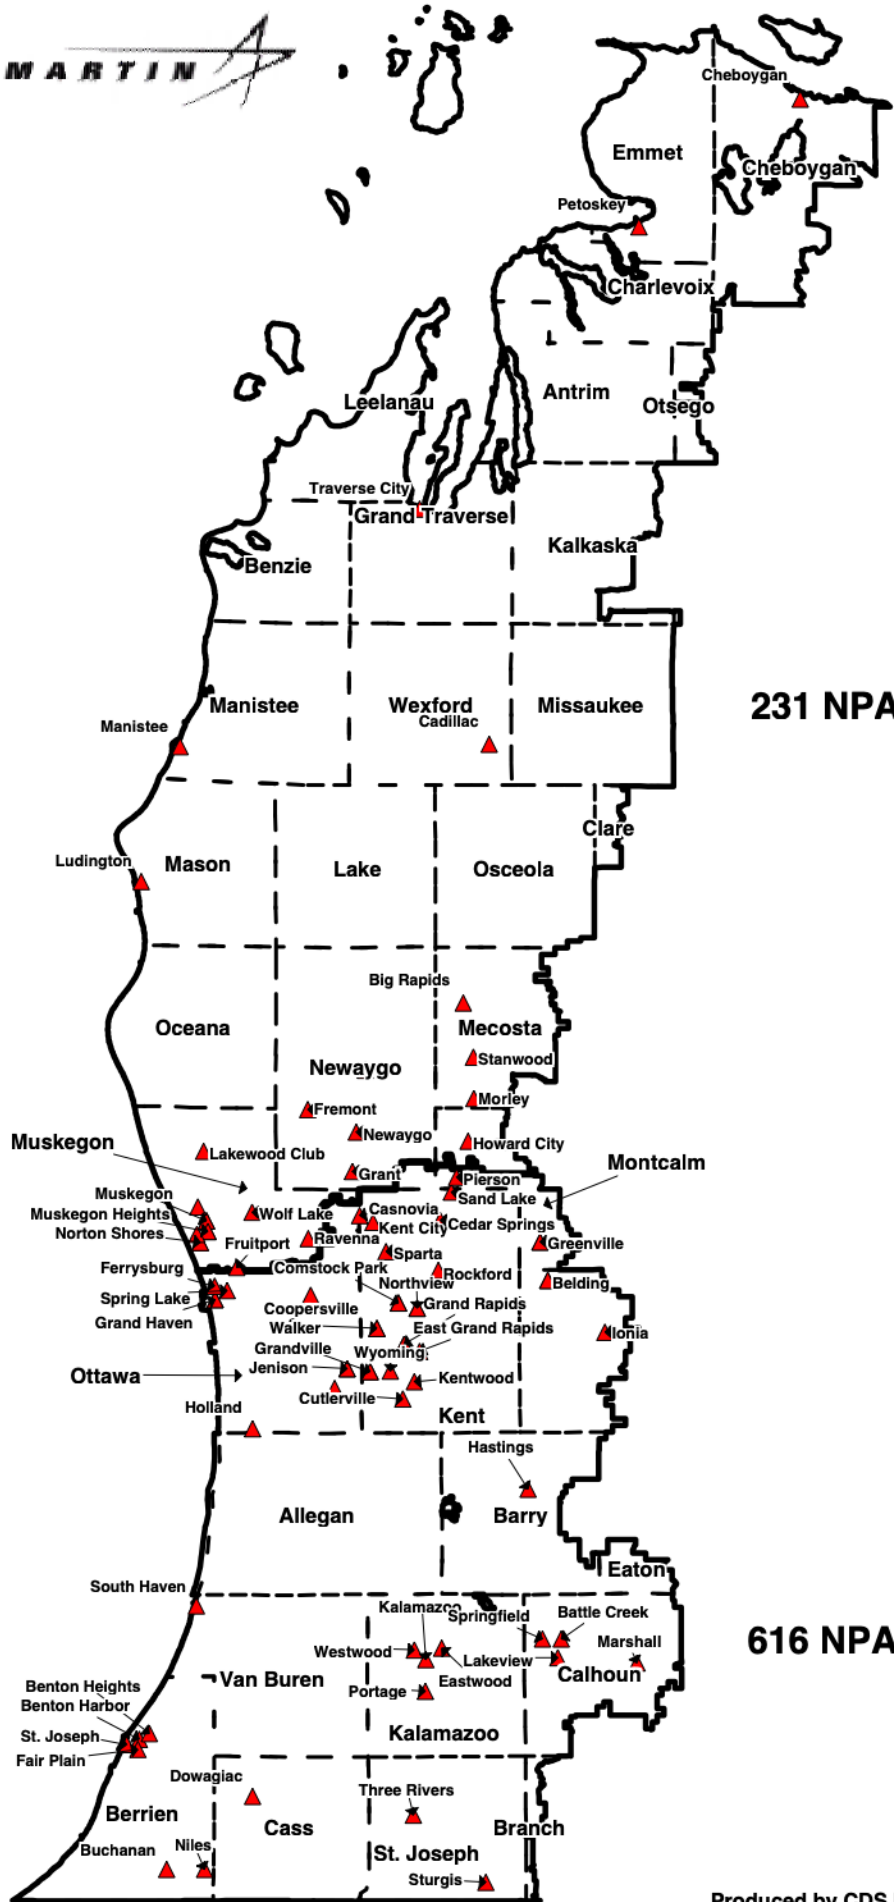 MARTIN
Cheboygan
Emmet
Cheboygan
Petoskey
Charlevoix
Leelanau
Antrim
Otsego
Traverse City
Grand Traverse
Kalkaska
Benzie
Manistee
Wexford
Missaukee
231 NPA
Manistee
Cadillac
Clare
Ludington
Mason
Lake
Osceola
Big Rapids
Oceana
Mecosta
Stanwood
Newaygo
Fremont
Morley
Newaygo
Muskegon
Howard City
Lakewood Club
Montcalm
Grant
Pierson
Muskegon
Sand Lake
Muskegon Heights
Wolf Lake
Casnovia
Cedar Springs
Norton Shores
Kent City
Fruitport
Ravenna
Greenville
Sparta
Ferrysburg
Comstock Park
Rockford
Northview
Belding
Spring Lake
Coopersville
Grand Rapids
Grand Haven
Walker
East Grand Rapids
Ionia
Grandville
Wyoming
Jenison
Ottawa
Kentwood
Cutlerville
Holland
Kent
Hastings
Allegan
Barry
Eaton
South Haven
Kalamazoo
Springfield
Battle Creek
616 NPA
Westwood
Marshall
Lakeview
Calhoun
Van Buren
Eastwood
Benton Heights
Portage
Benton Harbor
Kalamazoo
St. Joseph
Fair Plain
Dowagiac
Three Rivers
Berrien
Cass
Branch
Buchanan
Niles
St. Joseph
Sturgis
Produced by CDS